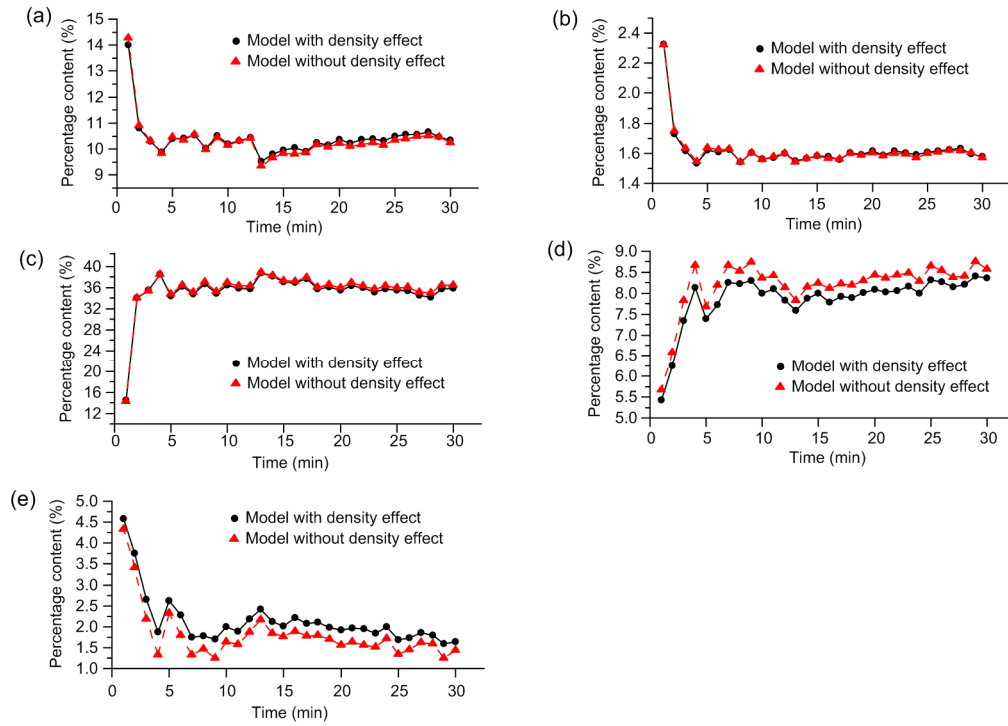 (a)
Percentage content (%)
15
14
13
12
11
10
9
Model with density effect
Model without density effect
0 5 10 15 20 25 30
Time (min)
(b)
Percentage content (%)
2.4
2.2
2.0
1.8
1.6
1.4
Model with density effect
Model without density effect
0 5 10 15 20 25 30
Time (min)
(c)
Percentage content (%)
40
36
32
28
24
20
16
12
Model with density effect
Model without density effect
0 5 10 15 20 25 30
Time (min)
(d)
Percentage content (%)
9.0
8.5
8.0
7.5
7.0
6.5
6.0
5.5
5.0
Model with density effect
Model without density effect
0 5 10 15 20 25 30
Time (min)
(e)
Percentage content (%)
5.0
4.5
4.5
3.5
3.0
2.5
2.0
1.5
1.0
Model with density effect
Model without density effect
0 5 10 15 20 25 30
Time (min)